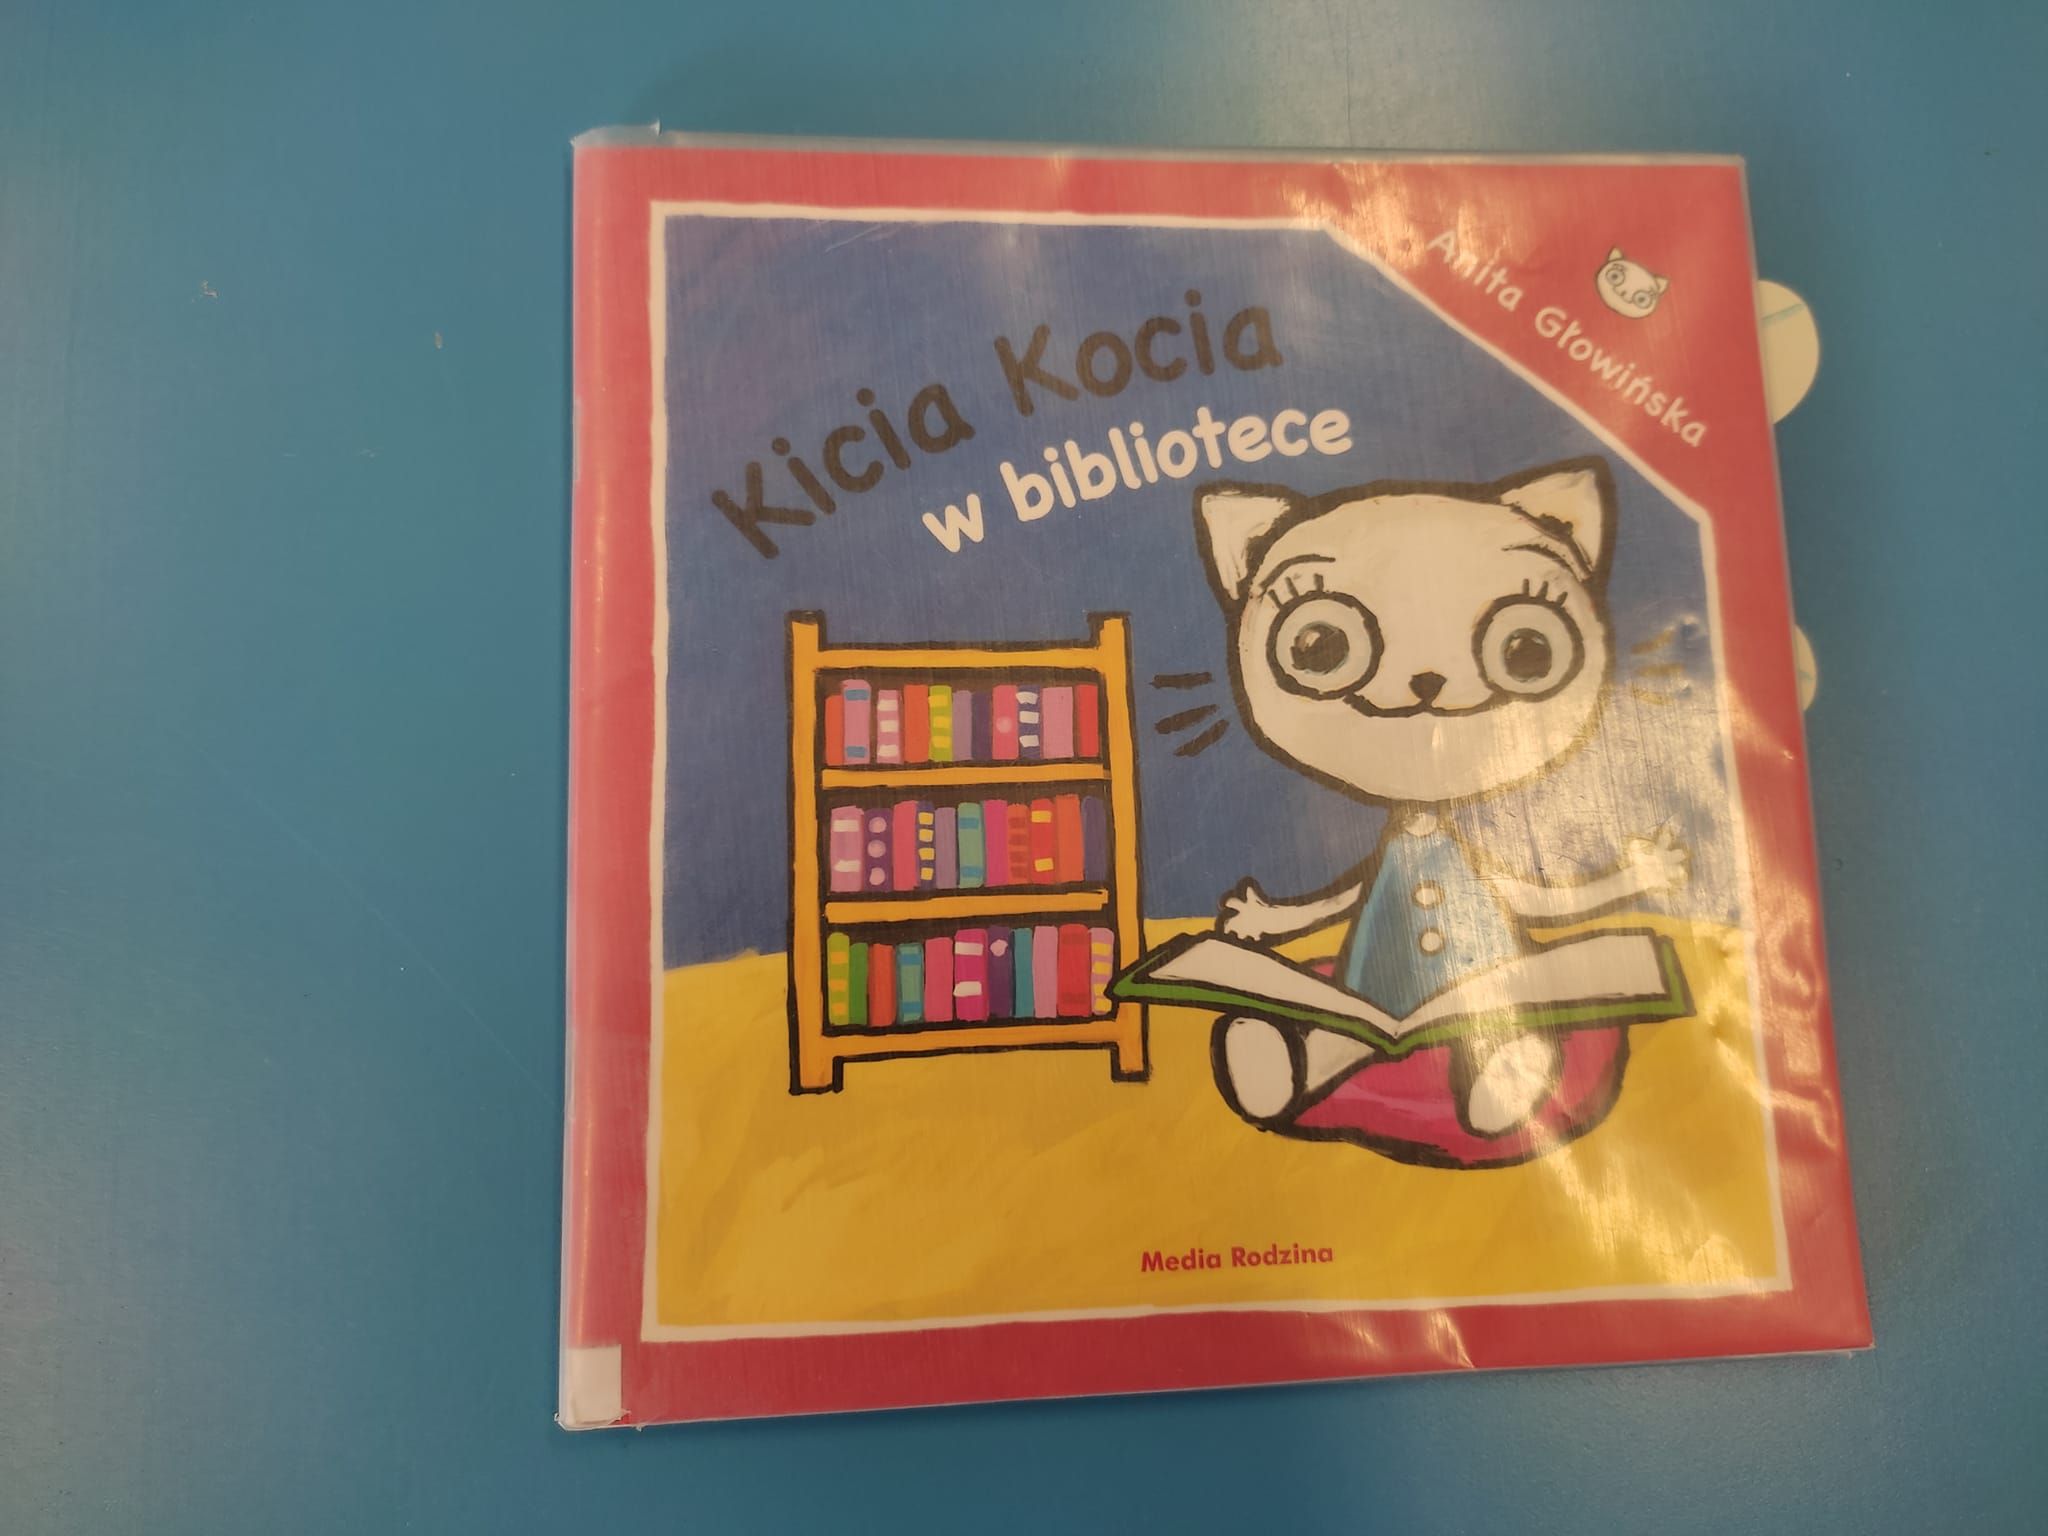 Anita Głowińska
Kicia Kocia
w bibliotece
Media Rodzina